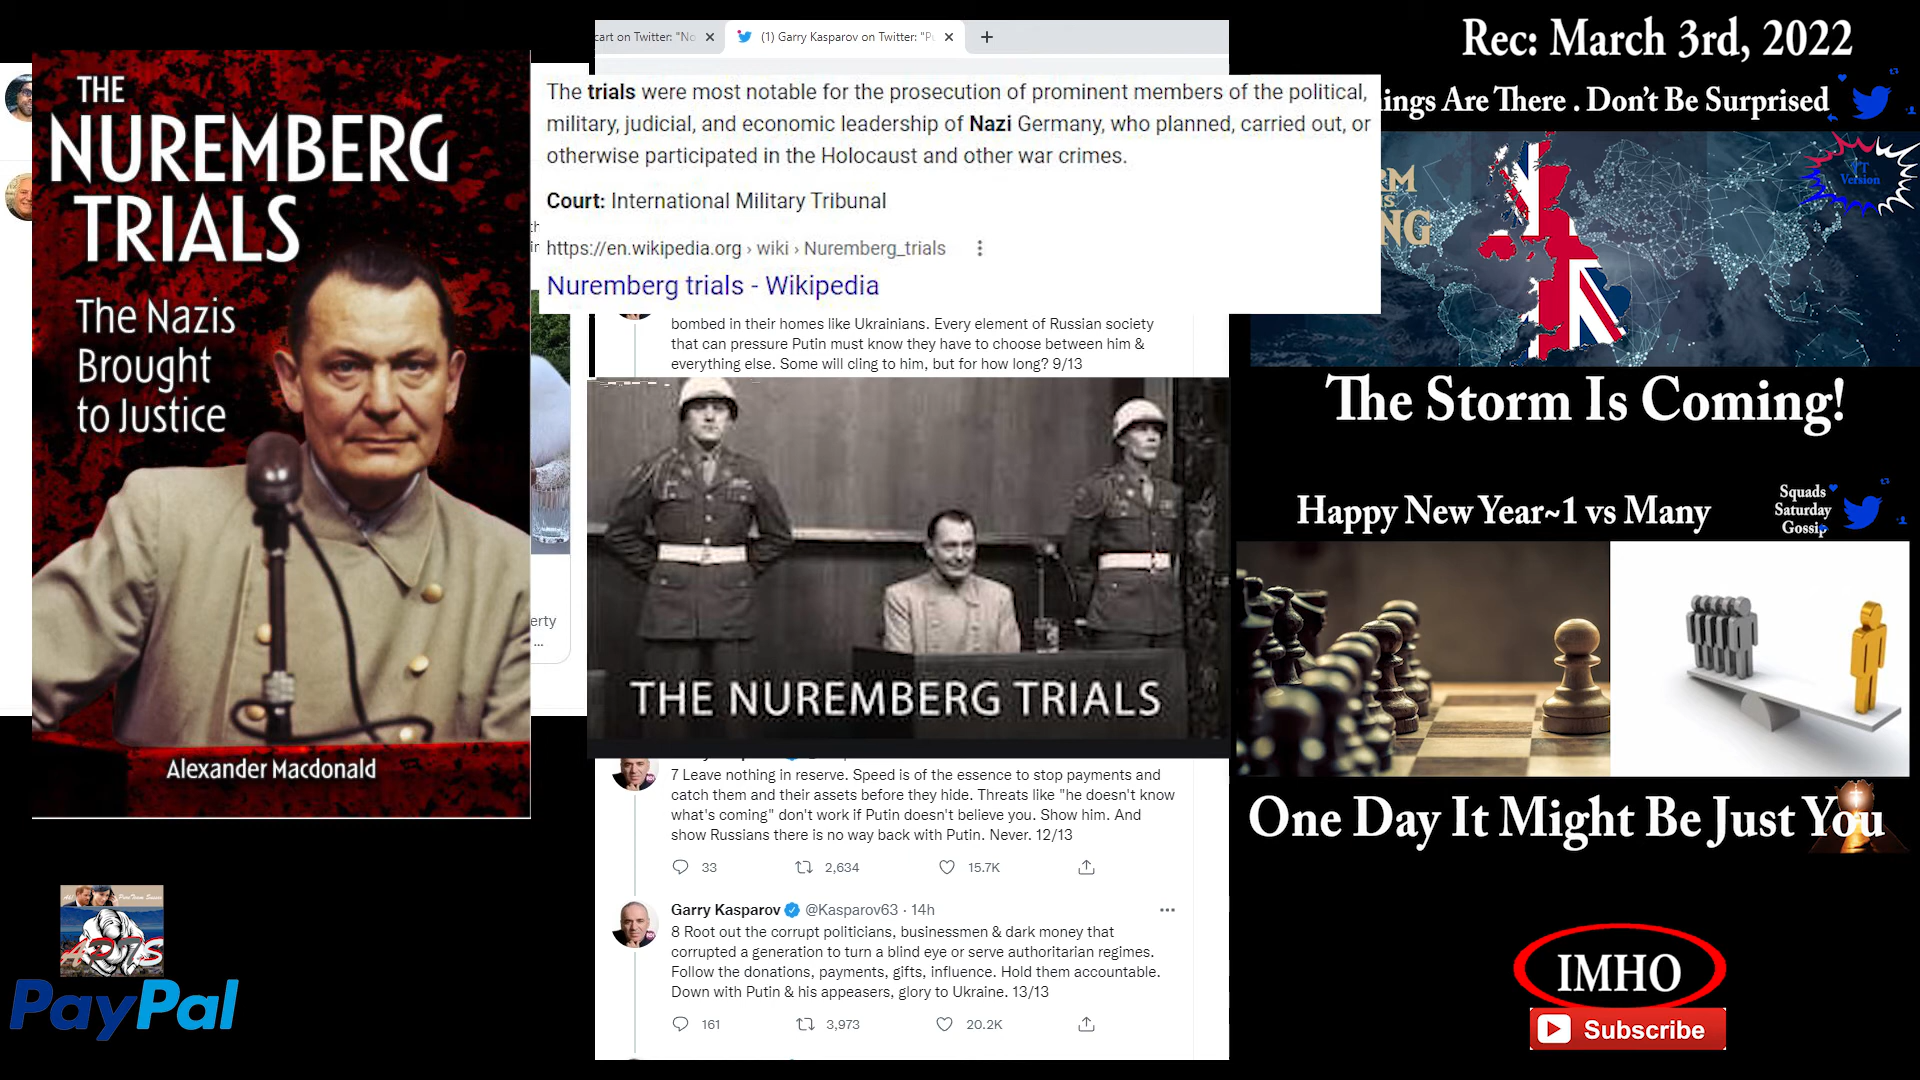 THE
NUREMBERG
TRIALS
The Nazis
Brought
to Justice
Alexander Macdonald
PayPal
cart on Twitter: "No
(1) Garry Kasparov on Twitter: "Pu
The trials were most notable for the prosecution of prominent members of the political,
military, judicial, and economic leadership of Nazi Germany, who planned, carried out, or
otherwise participated in the Holocaust and other war crimes.
Court: International Military Tribunal
https://en.wikipedia.org › wiki › Nuremberg_trials
Nuremberg trials - Wikipedia
bombed in their homes like Ukrainians. Every element of Russian society
that can pressure Putin must know they have to choose between him &
everything else. Some will cling to him, but for how long? 9/13
erty
...
THE NUREMBERG TRIALS
7 Leave nothing in reserve. Speed is of the essence to stop payments and
catch them and their assets before they hide. Threats like "he doesn't know
what's coming" don't work if Putin doesn't believe you. Show him. And
show Russians there is no way back with Putin. Never. 12/13
33 2,634 15.7K
Garry Kasparov @Kasparov63 · 14h
8 Root out the corrupt politicians, businessmen & dark money that
corrupted a generation to turn a blind eye or serve authoritarian regimes.
Follow the donations, payments, gifts, influence. Hold them accountable.
Down with Putin & his appeasers, glory to Ukraine. 13/13
161 3,973 20.2K
Rec: March 3rd, 2022
ings Are There . Don't Be Surprised
RM
IS
NG
YT
Version
The Storm Is Coming!
Happy New Year~1 vs Many
Squads
Saturday
Gossip
One Day It Might Be Just You
IMHO
Subscribe